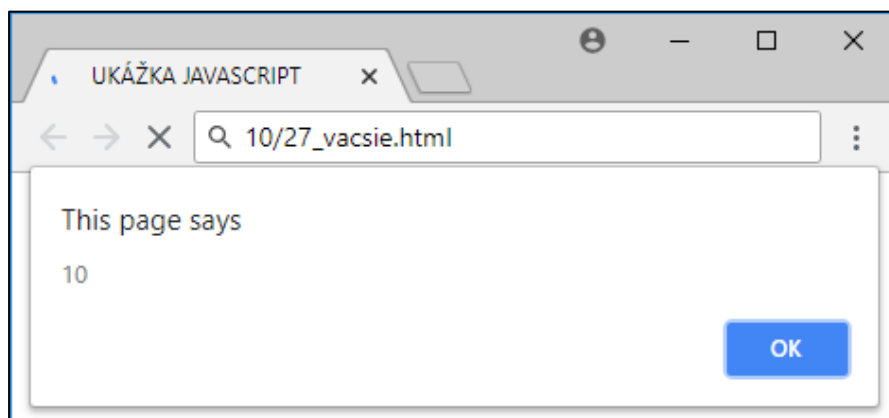 UKÁŽKA JAVASCRIPT
10/27_vacsie.html
This page says
10
OK